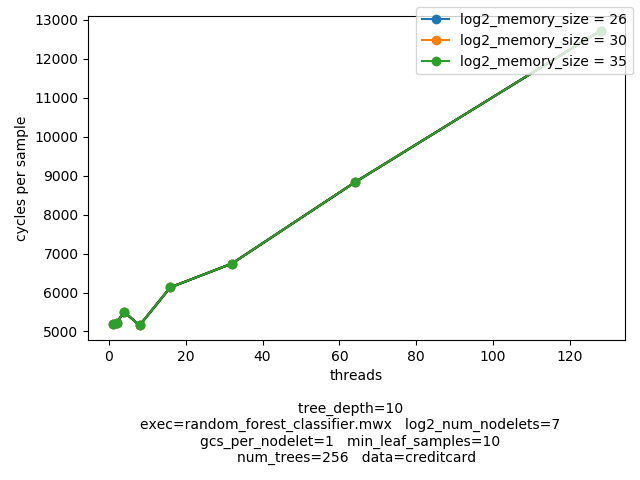 log2_memory_size = 26
log2_memory_size = 30
log2_memory_size = 35
13000
12000
11000
10000
9000
8000
7000
6000
5000
cycles per sample
0 20 40 60 80 100 120
threads
tree_depth=10
exec=random_forest_classifier.mwx log2_num_nodelets=7
gcs_per_nodelet=1 min_leaf_samples=10
num_trees=256 data=creditcard